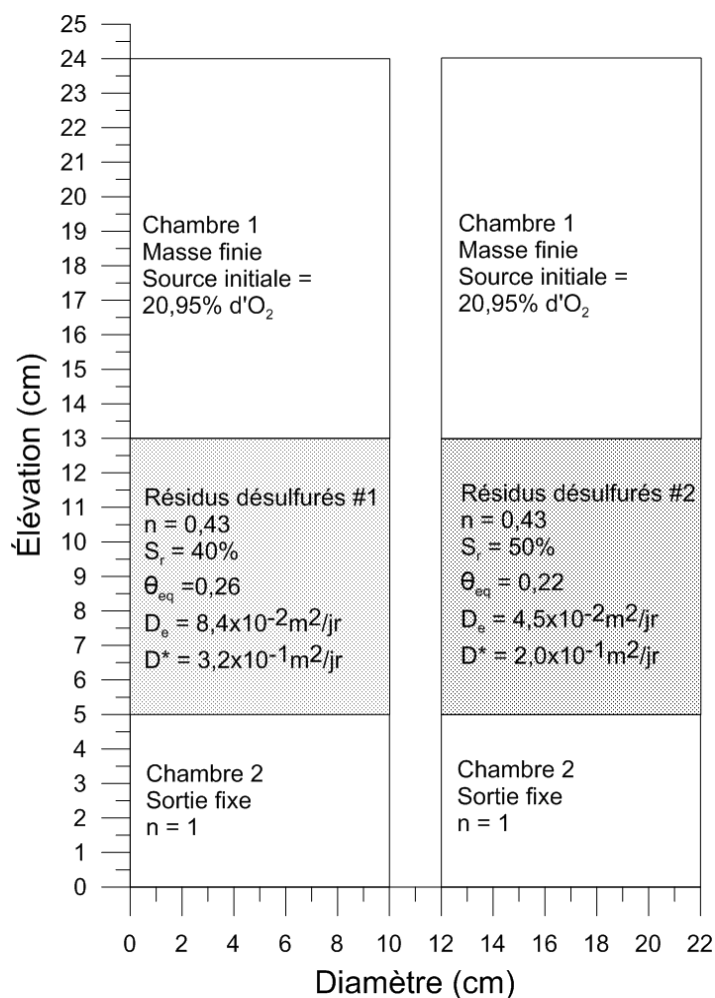 25
24
23
22
21
20
19
18
17
16
15
14
13
12
11
10
9
8
7
6
5
4
3
2
1
0
Élévation (cm)
Chambre 1
Masse finie
Source initiale =
20,95% d'O₂
Résidus désulfurés #1
n = 0,43
Sᵣ = 40%
θ_eq =0,26
Dₑ = 8,4x10⁻²m²/jr
D* = 3,2x10⁻¹m²/jr
Chambre 2
Sortie fixe
n = 1
Chambre 1
Masse finie
Source initiale =
20,95% d'O₂
Résidus désulfurés #2
n = 0,43
Sᵣ = 50%
θ_eq = 0,22
Dₑ = 4,5x10⁻²m²/jr
D* = 2,0x10⁻¹m²/jr
Chambre 2
Sortie fixe
n = 1
0 2 4 6 8 10 12 14 16 18 20 22
Diamètre (cm)